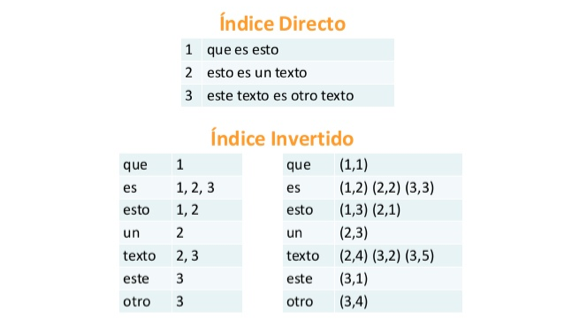 Índice Directo
1 que es esto
2 esto es un texto
3 este texto es otro texto
Índice Invertido
que 1
es 1, 2, 3
esto 1, 2
un 2
texto 2, 3
este 3
otro 3
que (1,1)
es (1,2) (2,2) (3,3)
esto (1,3) (2,1)
un (2,3)
texto (2,4) (3,2) (3,5)
este (3,1)
otro (3,4)